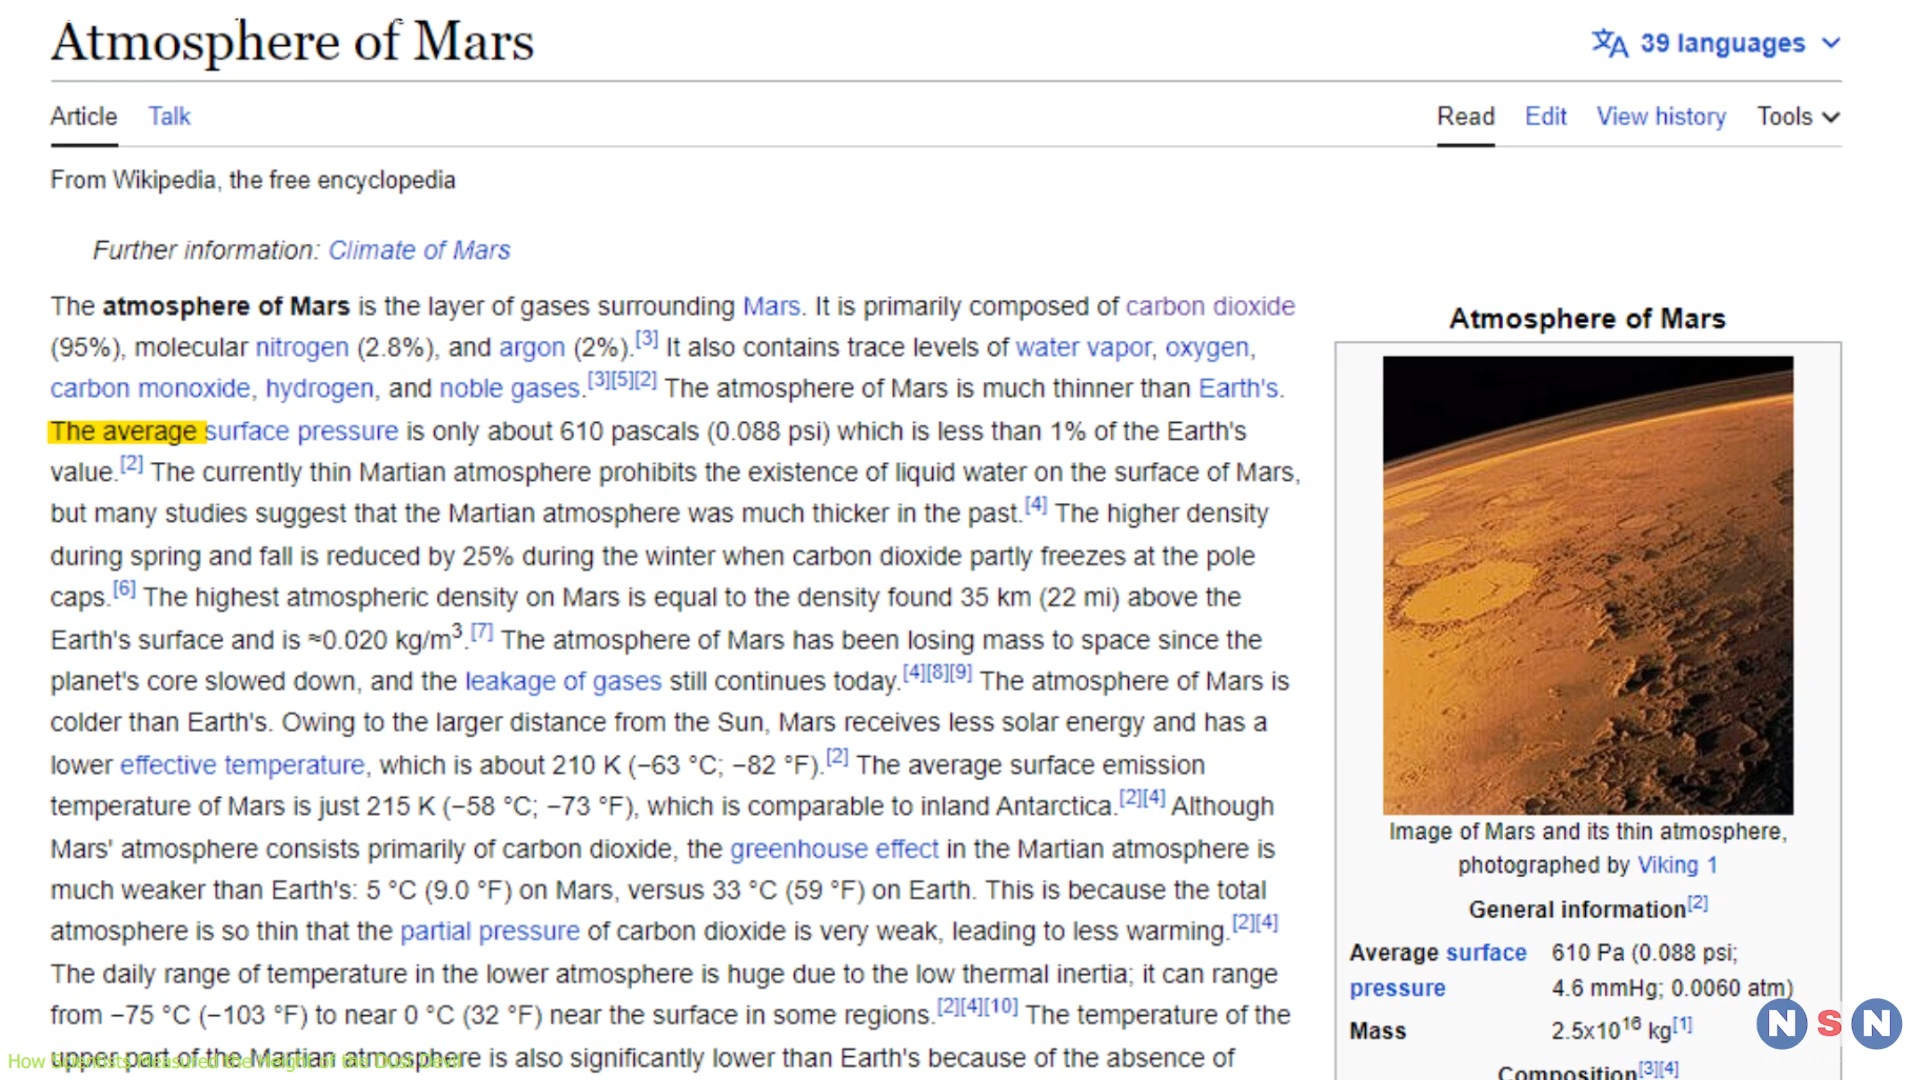 Atmosphere of Mars
39 languages
Article Talk
Read Edit View history Tools
From Wikipedia, the free encyclopedia
Further information: Climate of Mars
The atmosphere of Mars is the layer of gases surrounding Mars. It is primarily composed of carbon dioxide
(95%), molecular nitrogen (2.8%), and argon (2%).[3] It also contains trace levels of water vapor, oxygen,
carbon monoxide, hydrogen, and noble gases.[3][5][2] The atmosphere of Mars is much thinner than Earth's.
The average surface pressure is only about 610 pascals (0.088 psi) which is less than 1% of the Earth's
value.[2] The currently thin Martian atmosphere prohibits the existence of liquid water on the surface of Mars,
but many studies suggest that the Martian atmosphere was much thicker in the past.[4] The higher density
during spring and fall is reduced by 25% during the winter when carbon dioxide partly freezes at the pole
caps.[6] The highest atmospheric density on Mars is equal to the density found 35 km (22 mi) above the
Earth's surface and is ≈0.020 kg/m³.[7] The atmosphere of Mars has been losing mass to space since the
planet's core slowed down, and the leakage of gases still continues today.[4][8][9] The atmosphere of Mars is
colder than Earth's. Owing to the larger distance from the Sun, Mars receives less solar energy and has a
lower effective temperature, which is about 210 K (−63 °C; −82 °F).[2] The average surface emission
temperature of Mars is just 215 K (−58 °C; −73 °F), which is comparable to inland Antarctica.[2][4] Although
Mars' atmosphere consists primarily of carbon dioxide, the greenhouse effect in the Martian atmosphere is
much weaker than Earth's: 5 °C (9.0 °F) on Mars, versus 33 °C (59 °F) on Earth. This is because the total
atmosphere is so thin that the partial pressure of carbon dioxide is very weak, leading to less warming.[2][4]
The daily range of temperature in the lower atmosphere is huge due to the low thermal inertia; it can range
from −75 °C (−103 °F) to near 0 °C (32 °F) near the surface in some regions.[2][4][10] The temperature of the
upper part of the Martian atmosphere is also significantly lower than Earth's because of the absence of
How Scientists Measured the Height of the Dust Devil
Atmosphere of Mars
Image of Mars and its thin atmosphere,
photographed by Viking 1
General information[2]
Average surface 610 Pa (0.088 psi;
pressure 4.6 mmHg; 0.0060 atm)
Mass 2.5x10¹⁶ kg[1]
Composition[3][4]
N S N